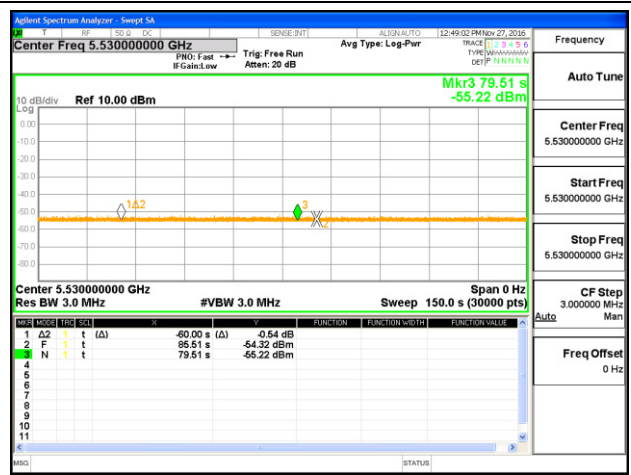 Agilent Spectrum Analyzer - Swept SA
T RF 50 Ω DC SENSE:INT ALIGN AUTO 12:49:02 PM Nov 27, 2016
Center Freq 5.530000000 GHz
PNO: Fast
IFGain:Low
Trig: Free Run
Atten: 20 dB
Avg Type: Log-Pwr
TRACE 1 2 3 4 5 6
TYPE
DET P N N N N N
Mkr3 79.51 s
-55.22 dBm
10 dB/div Ref 10.00 dBm
Log
0.00
-10.0
-20.0
-30.0
-40.0
-50.0
-60.0
-70.0
-80.0
1Δ2
3
2
Center 5.530000000 GHz Span 0 Hz
Res BW 3.0 MHz #VBW 3.0 MHz Sweep 150.0 s (30000 pts)
MKR MODE TRC SCL X Y FUNCTION FUNCTION WIDTH FUNCTION VALUE
1 Δ2 1 t (Δ) -60.00 s (Δ) -0.54 dB
2 F 1 t 85.51 s -54.32 dBm
3 N 1 t 79.51 s -55.22 dBm
4
5
6
7
8
9
10
11
MSG STATUS
Frequency
Auto Tune
Center Freq
5.530000000 GHz
Start Freq
5.530000000 GHz
Stop Freq
5.530000000 GHz
CF Step
3.000000 MHz
Auto Man
Freq Offset
0 Hz